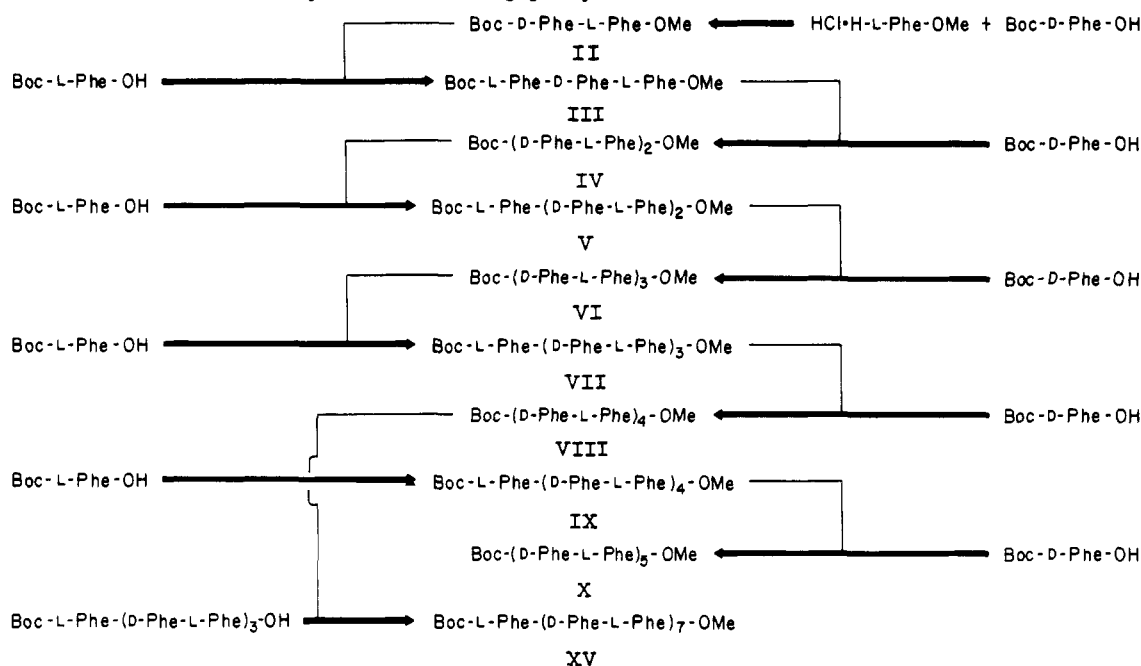 Boc-D-Phe-L-Phe-OMe HCl•H-L-Phe-OMe + Boc-D-Phe-OH
II
Boc-L-Phe-OH Boc-L-Phe-D-Phe-L-Phe-OMe
III
Boc-(D-Phe-L-Phe)2-OMe Boc-D-Phe-OH
IV
Boc-L-Phe-OH Boc-L-Phe-(D-Phe-L-Phe)2-OMe
V
Boc-(D-Phe-L-Phe)3-OMe Boc-D-Phe-OH
VI
Boc-L-Phe-OH Boc-L-Phe-(D-Phe-L-Phe)3-OMe
VII
Boc-(D-Phe-L-Phe)4-OMe Boc-D-Phe-OH
VIII
Boc-L-Phe-OH Boc-L-Phe-(D-Phe-L-Phe)4-OMe
IX
Boc-(D-Phe-L-Phe)5-OMe Boc-D-Phe-OH
X
Boc-L-Phe-(D-Phe-L-Phe)3-OH Boc-L-Phe-(D-Phe-L-Phe)7-OMe
XV